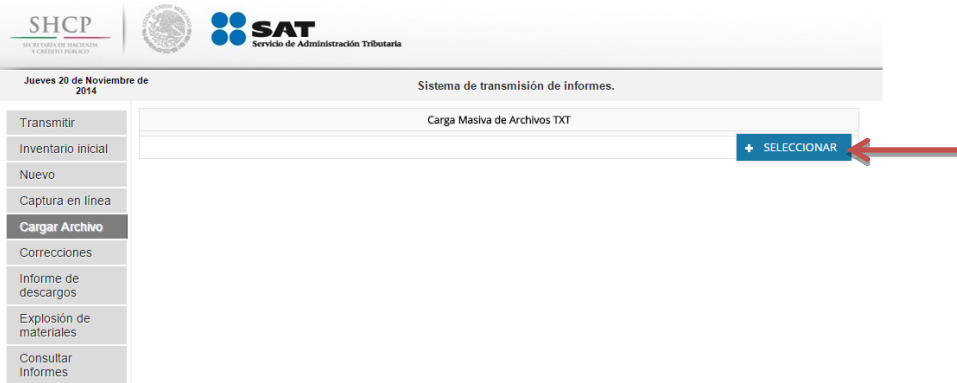 SHCP
SECRETARÍA DE HACIENDA
Y CRÉDITO PÚBLICO
SAT
Servicio de Administración Tributaria
Jueves 20 de Noviembre de
2014
Sistema de transmisión de informes.
Transmitir
Inventario inicial
Nuevo
Captura en línea
Cargar Archivo
Correcciones
Informe de
descargos
Explosión de
materiales
Consultar
Informes
Carga Masiva de Archivos TXT
+ SELECCIONAR